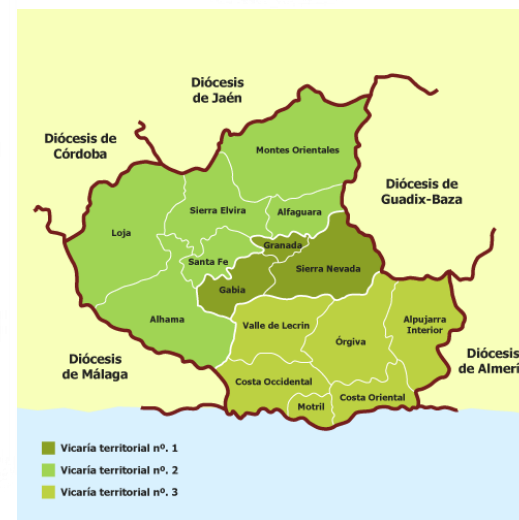 Diócesis
de Jaén
Diócesis de
Córdoba
Montes Orientales
Diócesis de
Guadix-Baza
Sierra Elvira
Alfaguara
Loja
Granada
Santa Fe
Sierra Nevada
Gabia
Alhama
Valle de Lecrín
Órgiva
Alpujarra
Interior
Diócesis
de Málaga
Diócesis
de Almerí
Costa Occidental
Costa Oriental
Motril
Vicaría territorial nº. 1
Vicaría territorial nº. 2
Vicaría territorial nº. 3